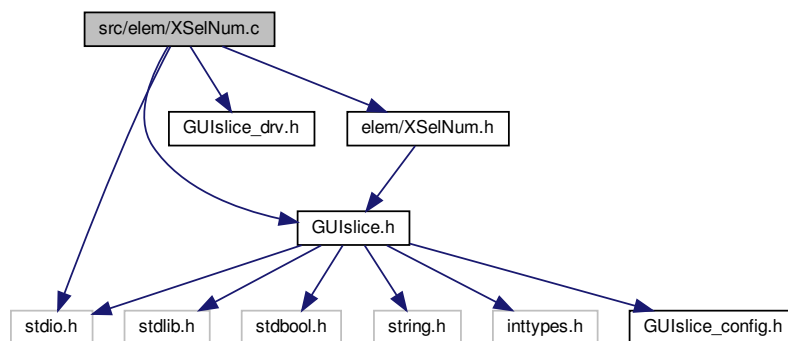 src/elem/XSelNum.c
GUIslice_drv.h
elem/XSelNum.h
GUIslice.h
stdio.h
stdlib.h
stdbool.h
string.h
inttypes.h
GUIslice_config.h